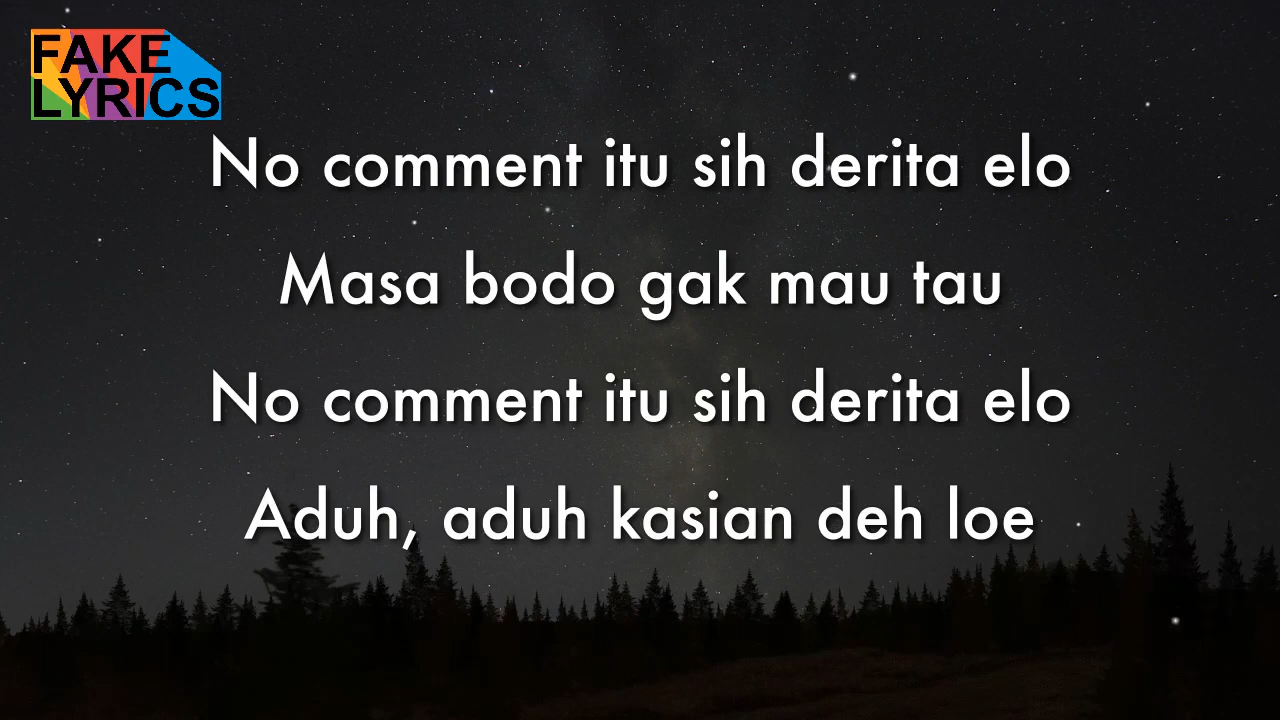 FAKE
LYRICS
No comment itu sih derita elo
Masa bodo gak mau tau
No comment itu sih derita elo
Aduh, aduh kasian deh loe